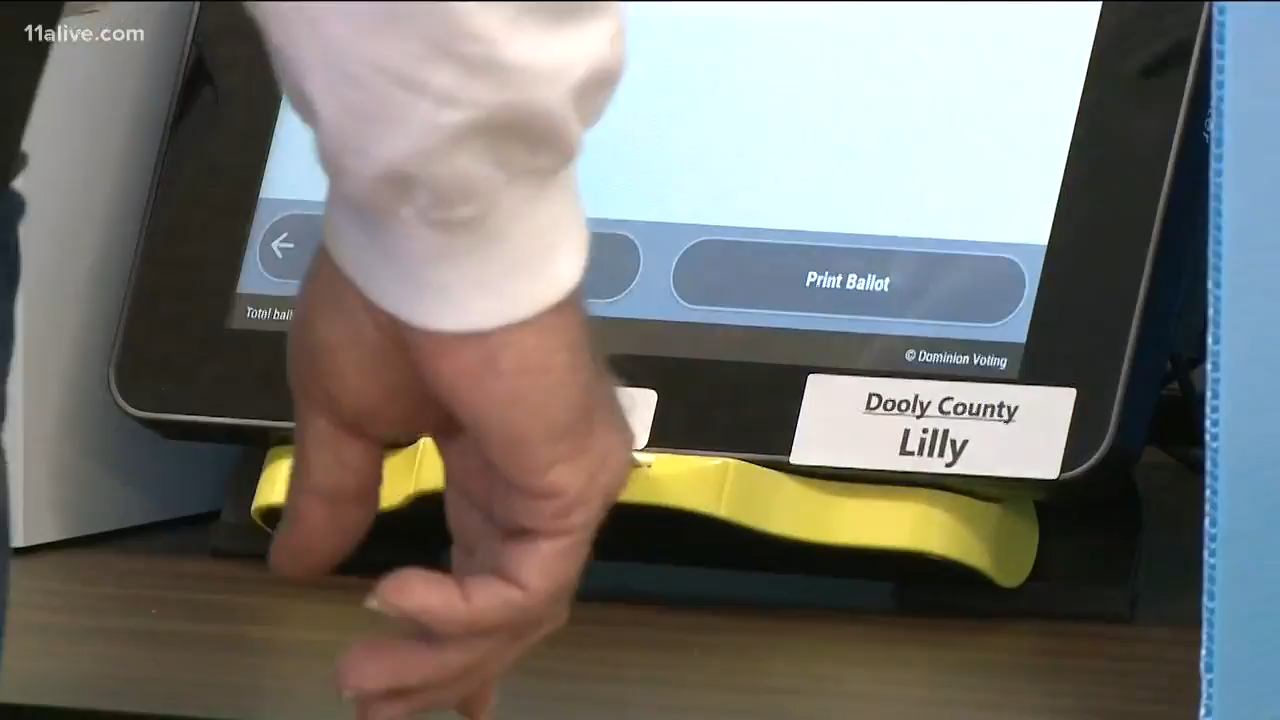 11alive.com
Print Ballot
Total ball
© Dominion Voting
Dooly County
Lilly